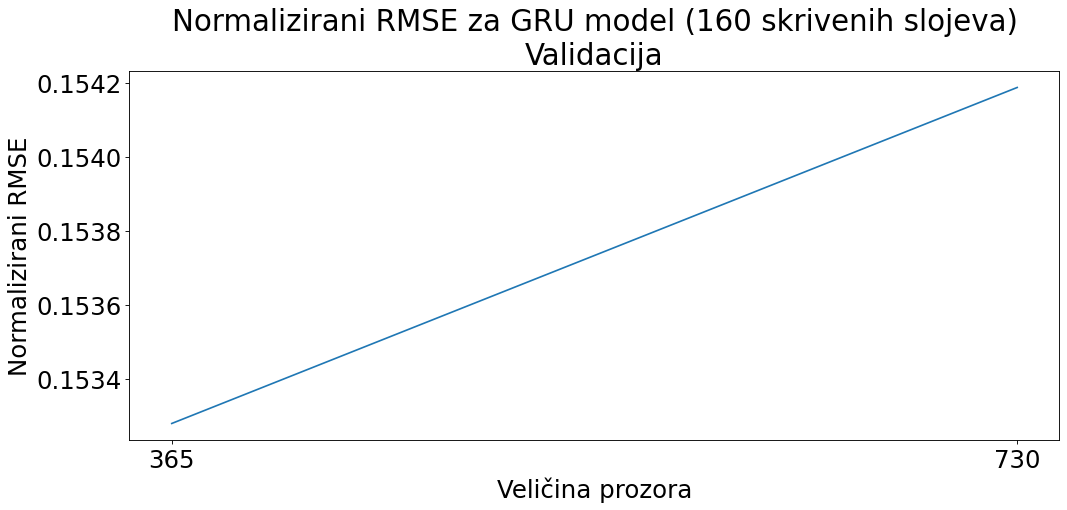 Normalizirani RMSE za GRU model (160 skrivenih slojeva)
Validacija
Normalizirani RMSE
0.1542
0.1540
0.1538
0.1536
0.1534
365
730
Veličina prozora